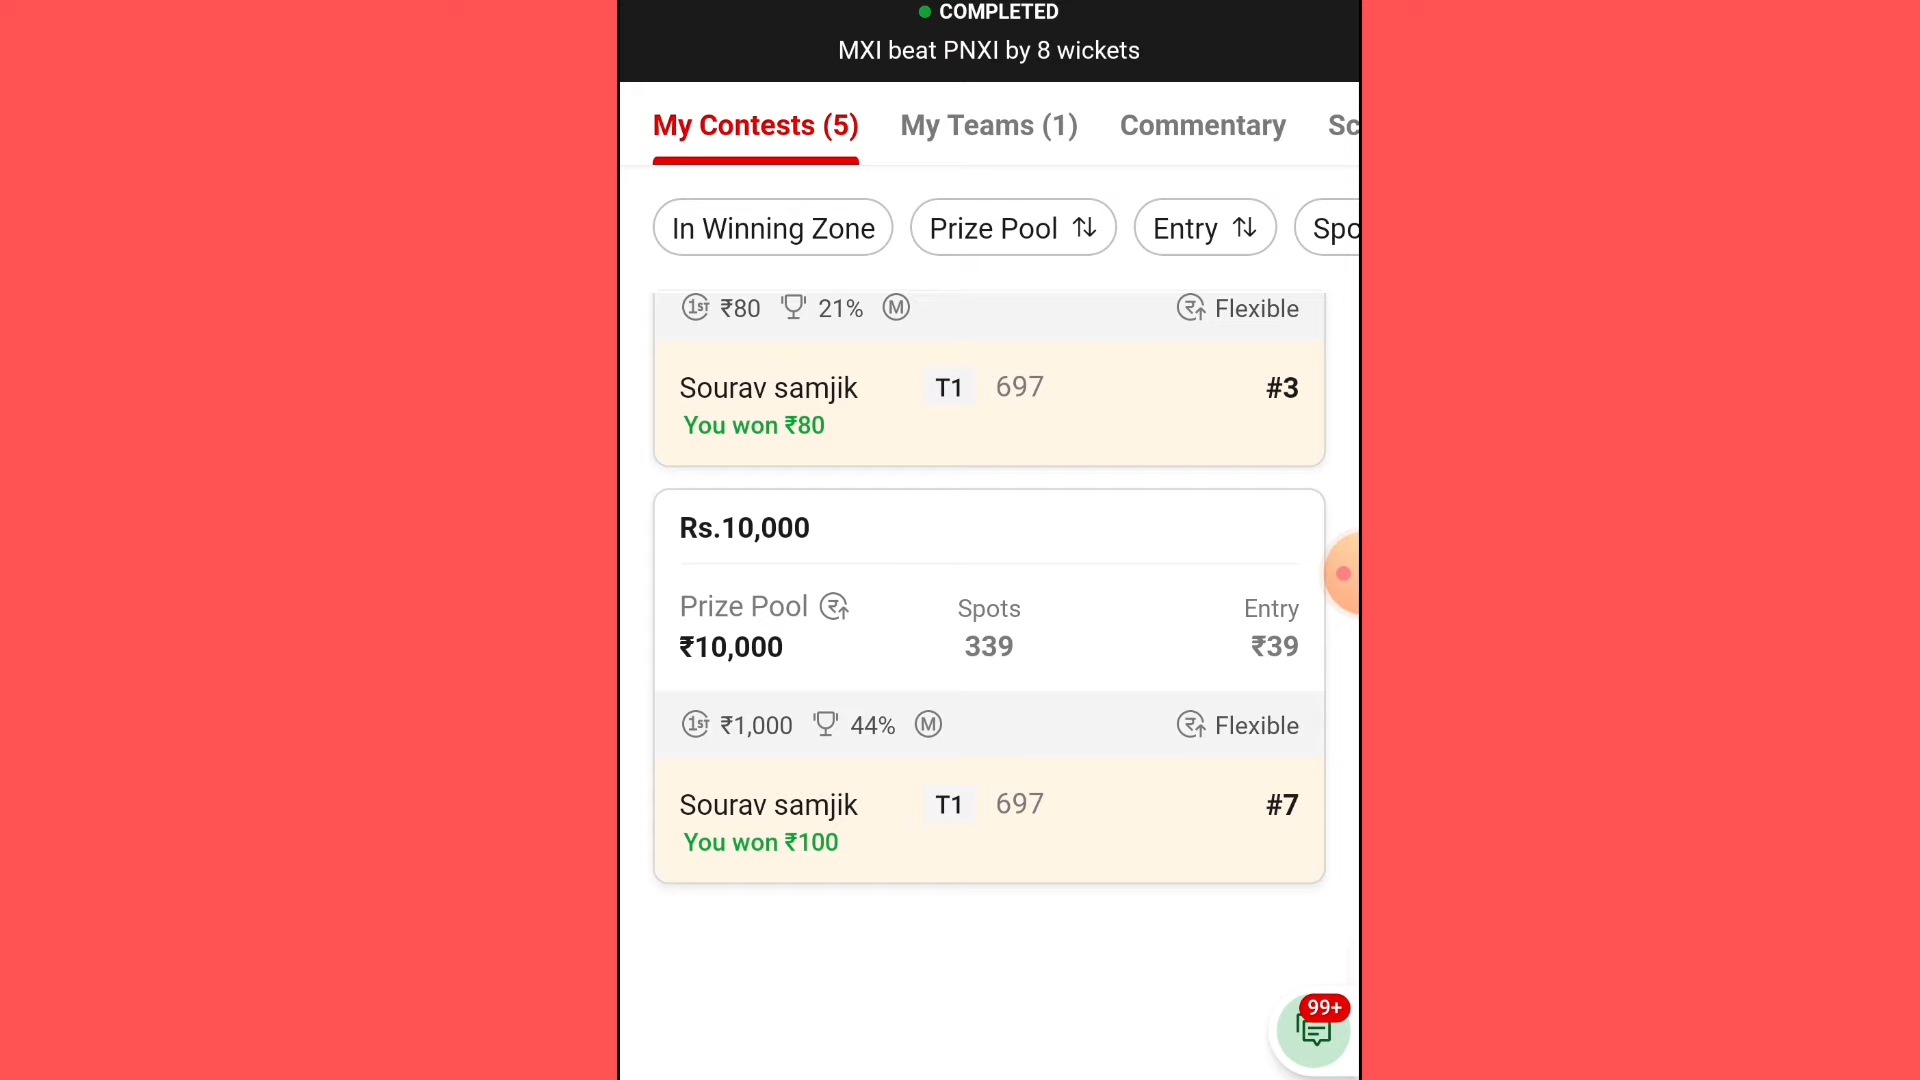 COMPLETED
MXI beat PNXI by 8 wickets
My Contests (5) My Teams (1) Commentary Sc
In Winning Zone Prize Pool Entry Spo
1ST ₹80 21% M Flexible
Sourav samjik T1 697 #3
You won ₹80
Rs.10,000
Prize Pool Spots Entry
₹10,000 339 ₹39
1ST ₹1,000 44% M Flexible
Sourav samjik T1 697 #7
You won ₹100
99+